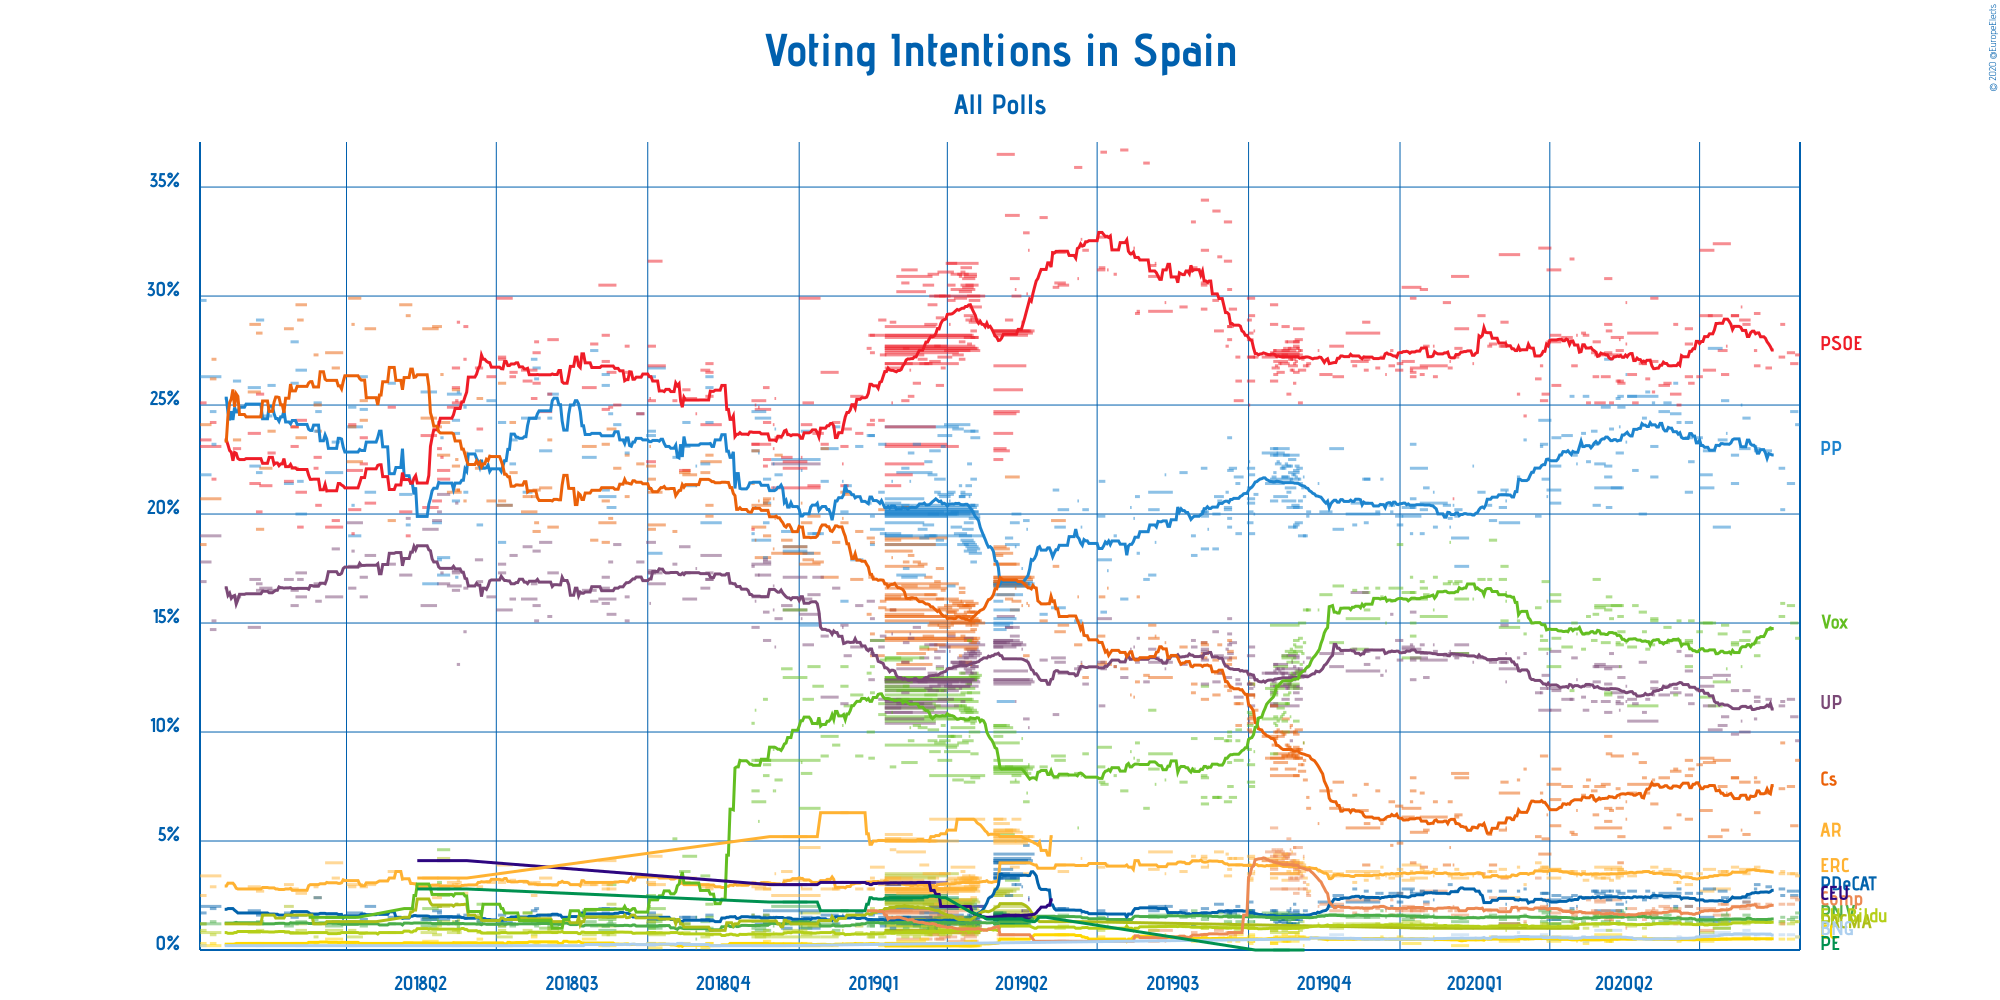 © 2020 @EuropeElects
Voting Intentions in Spain
All Polls
35%
30%
25%
20%
15%
10%
5%
0%
PSOE
PP
Vox
UP
Cs
AR
ERC
PDeCAT
CEU
PE
2018Q2
2018Q3
2018Q4
2019Q1
2019Q2
2019Q3
2019Q4
2020Q1
2020Q2